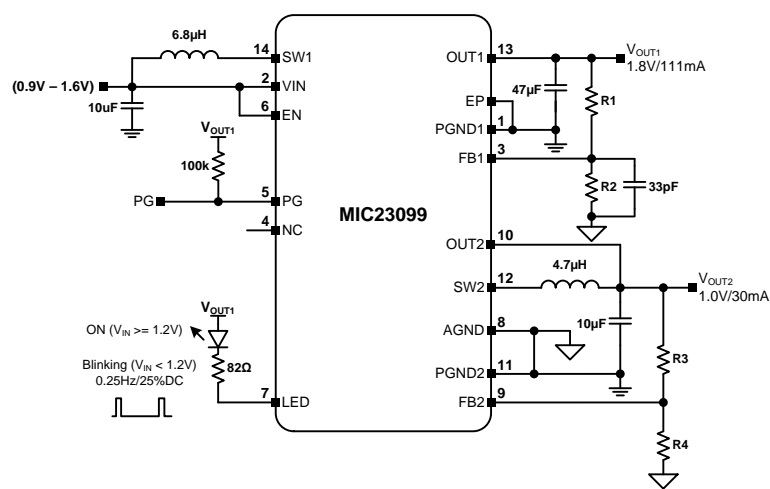 6.8µH
14 SW1
(0.9V – 1.6V)
2 VIN
10uF
6 EN
VOUT1
100k
PG
5 PG
4 NC
VOUT1
ON (VIN >= 1.2V)
Blinking (VIN < 1.2V)
0.25Hz/25%DC
82Ω
7 LED
MIC23099
OUT1 13
VOUT1
1.8V/111mA
47µF
R1
EP
PGND1 1
FB1 3
R2
33pF
OUT2 10
4.7µH
SW2 12
VOUT2
1.0V/30mA
AGND 8
10µF
R3
PGND2 11
FB2 9
R4